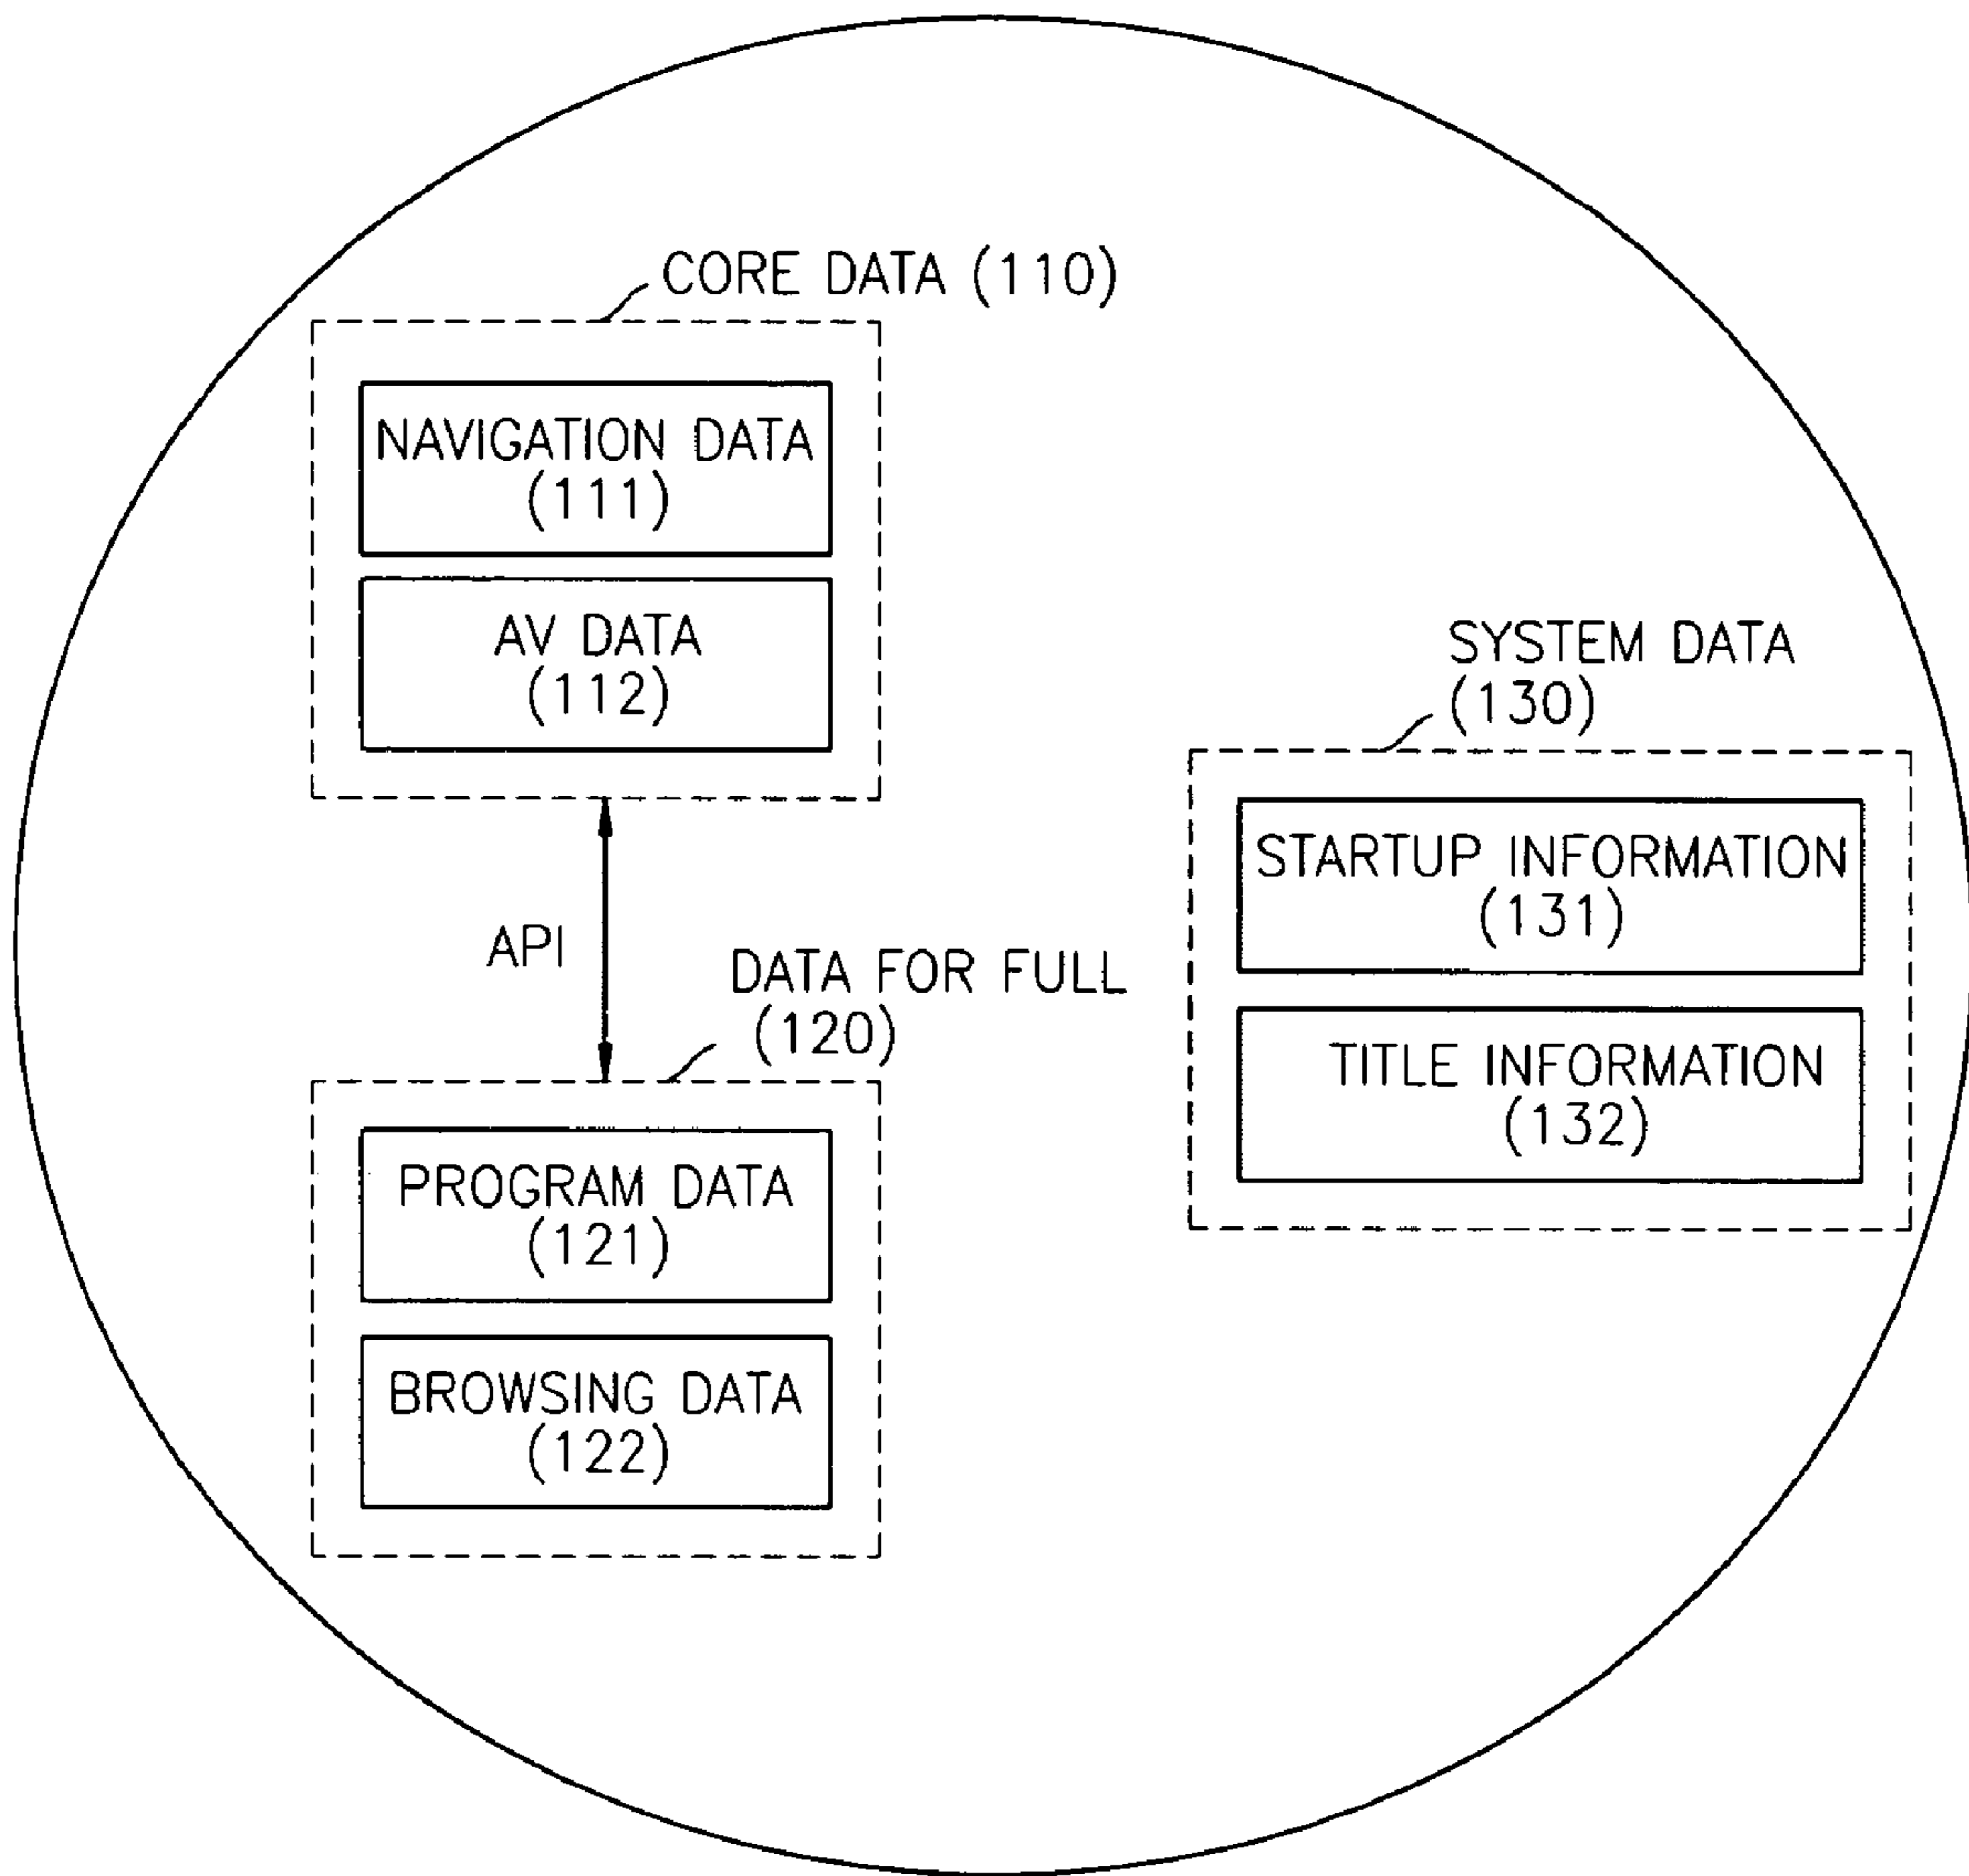 CORE DATA (110)
NAVIGATION DATA
(111)
AV DATA
(112)
API
DATA FOR FULL
(120)
PROGRAM DATA
(121)
BROWSING DATA
(122)
SYSTEM DATA
(130)
STARTUP INFORMATION
(131)
TITLE INFORMATION
(132)